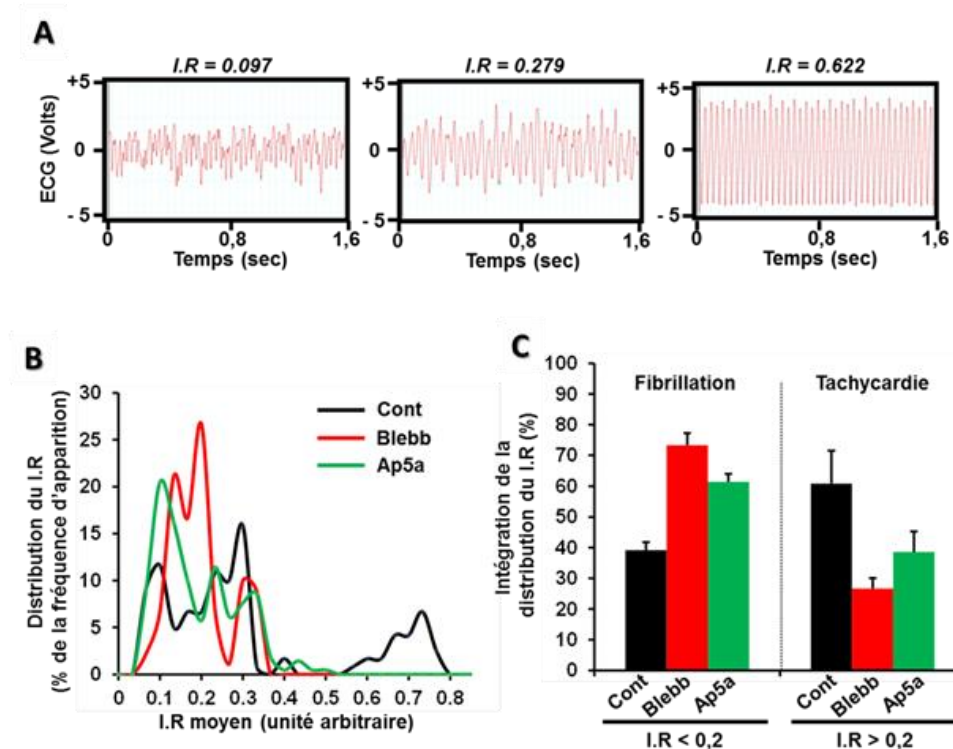 A
I.R = 0.097
I.R = 0.279
I.R = 0.622
ECG (Volts)
+5
0
- 5
+5
0
- 5
+5
0
- 5
0 0,8 1,6
0 0,8 1,6
0 0,8 1,6
Temps (sec)
Temps (sec)
Temps (sec)
B
Distribution du I.R
(% de la fréquence d'apparition)
30
25
20
15
10
5
0
Cont
Blebb
Ap5a
0 0.1 0.2 0.3 0.4 0.5 0.6 0.7 0.8
I.R moyen (unité arbitraire)
C
Intégration de la
distribution du I.R (%)
100
90
80
70
60
50
40
30
20
10
0
Fibrillation
Tachycardie
Cont Blebb Ap5a
Cont Blebb Ap5a
I.R < 0,2
I.R > 0,2